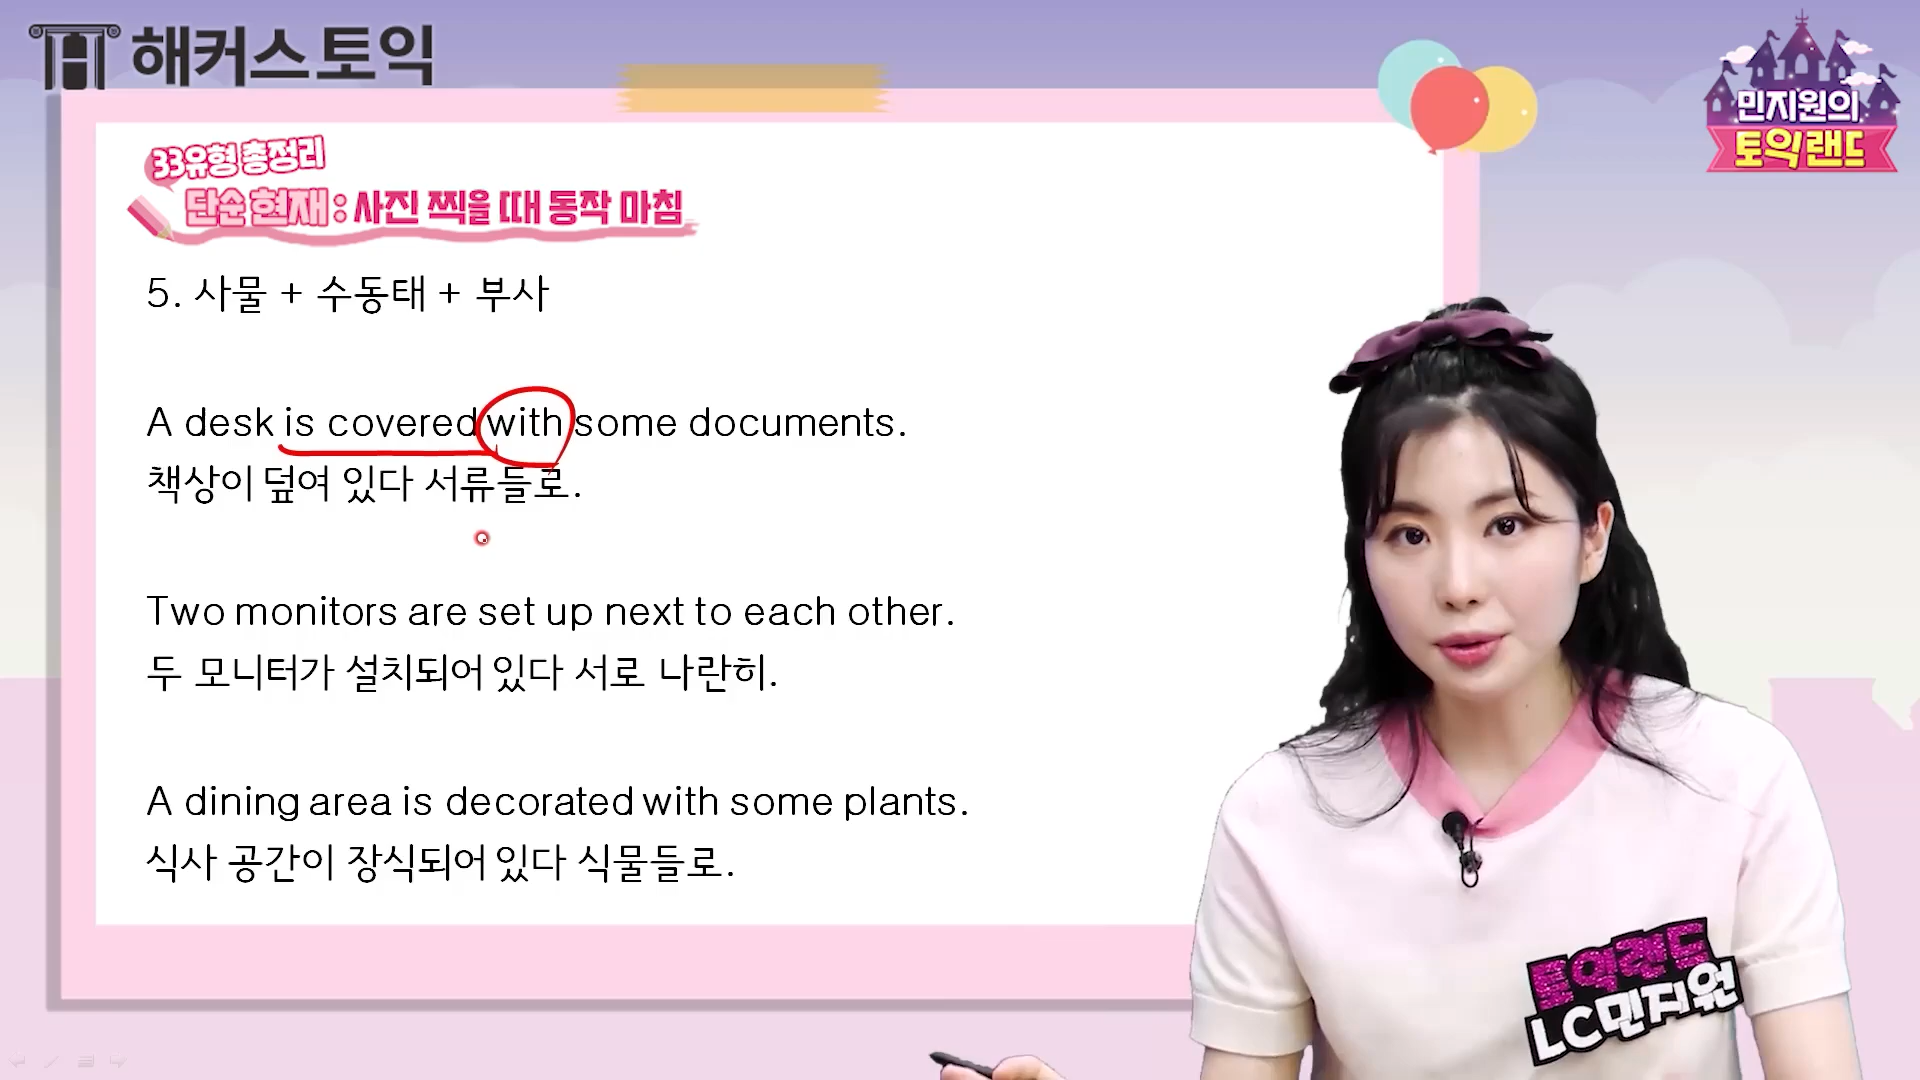 해커스토익
민지원의
토익랜드
33유형 총정리
단순 현재 : 사진 찍을 때 동작 마침
5. 사물 + 수동태 + 부사
A desk is covered with some documents.
책상이 덮여 있다 서류들로.
Two monitors are set up next to each other.
두 모니터가 설치되어 있다 서로 나란히.
A dining area is decorated with some plants.
식사 공간이 장식되어 있다 식물들로.
토익랜드
LC민지원